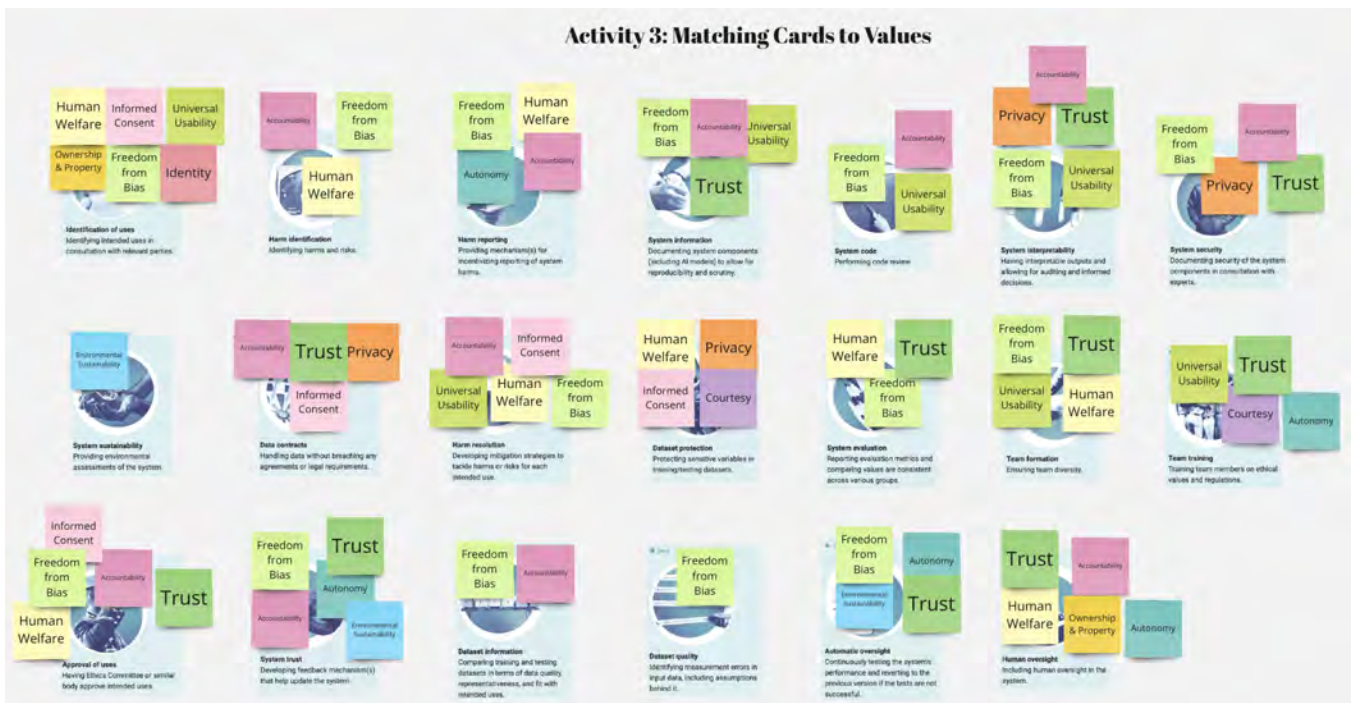 Activity 3: Matching Cards to Values
Human
Welfare
Informed
Consent
Universal
Usability
Ownership
& Property
Freedom
from
Bias
Identity
Identification of uses
Identifying intended uses in
consultation with relevant parties.
Accountability
Freedom
from
Bias
Human
Welfare
Harm identification
Identifying harms and risks.
Freedom
from
Bias
Human
Welfare
Autonomy
Accountability
Harm reporting
Providing mechanism(s) for
incentivizing reporting of system
harms.
Freedom
from
Bias
Accountability
Universal
Usability
Trust
System information
Documenting system components
(including AI models) to allow for
reproducibility and scrutiny.
Accountability
Freedom
from
Bias
Universal
Usability
System code
Performing code review
Accountability
Privacy
Trust
Freedom
from
Bias
Universal
Usability
System interpretability
Having interpretable outputs and
allowing for auditing and informed
decisions.
Freedom
from
Bias
Accountability
Privacy
Trust
System security
Documenting security of the system
components in consultation with
experts.
Environmental
Sustainability
System sustainability
Providing environmental
assessments of the system.
Accountability
Trust
Privacy
Informed
Consent
Data contracts
Handling data without breaching any
agreements or legal requirements.
Accountability
Informed
Consent
Universal
Usability
Human
Welfare
Freedom
from
Bias
Harm resolution
Developing mitigation strategies to
tackle harms or risks for each
intended use.
Human
Welfare
Privacy
Informed
Consent
Courtesy
Dataset protection
Protecting sensitive variables in
training/testing datasets.
Human
Welfare
Trust
Freedom
from
Bias
System evaluation
Reporting evaluation metrics and
comparing values are consistent
across various groups.
Freedom
from
Bias
Trust
Universal
Usability
Human
Welfare
Team formation
Ensuring team diversity.
Universal
Usability
Trust
Courtesy
Autonomy
Team training
Training team members on ethical
values and regulations.
Informed
Consent
Freedom
from
Bias
Accountability
Trust
Human
Welfare
Approval of uses
Having Ethics Committee or similar
body approve intended uses.
Freedom
from
Bias
Trust
Autonomy
Accountability
Environmental
Sustainability
System trust
Developing feedback mechanism(s)
that help update the system.
Freedom
from
Bias
Accountability
Dataset information
Comparing training and testing
datasets in terms of data quality,
representativeness, and fit with
intended uses.
Freedom
from
Bias
Dataset quality
Identifying measurement errors in
input data, including assumptions
behind it.
Freedom
from
Bias
Autonomy
Environmental
Sustainability
Trust
Automatic oversight
Continuously testing the system's
performance and reverting to the
previous version if the tests are not
successful.
Trust
Accountability
Human
Welfare
Ownership
& Property
Autonomy
Human oversight
Including human oversight in the
system.